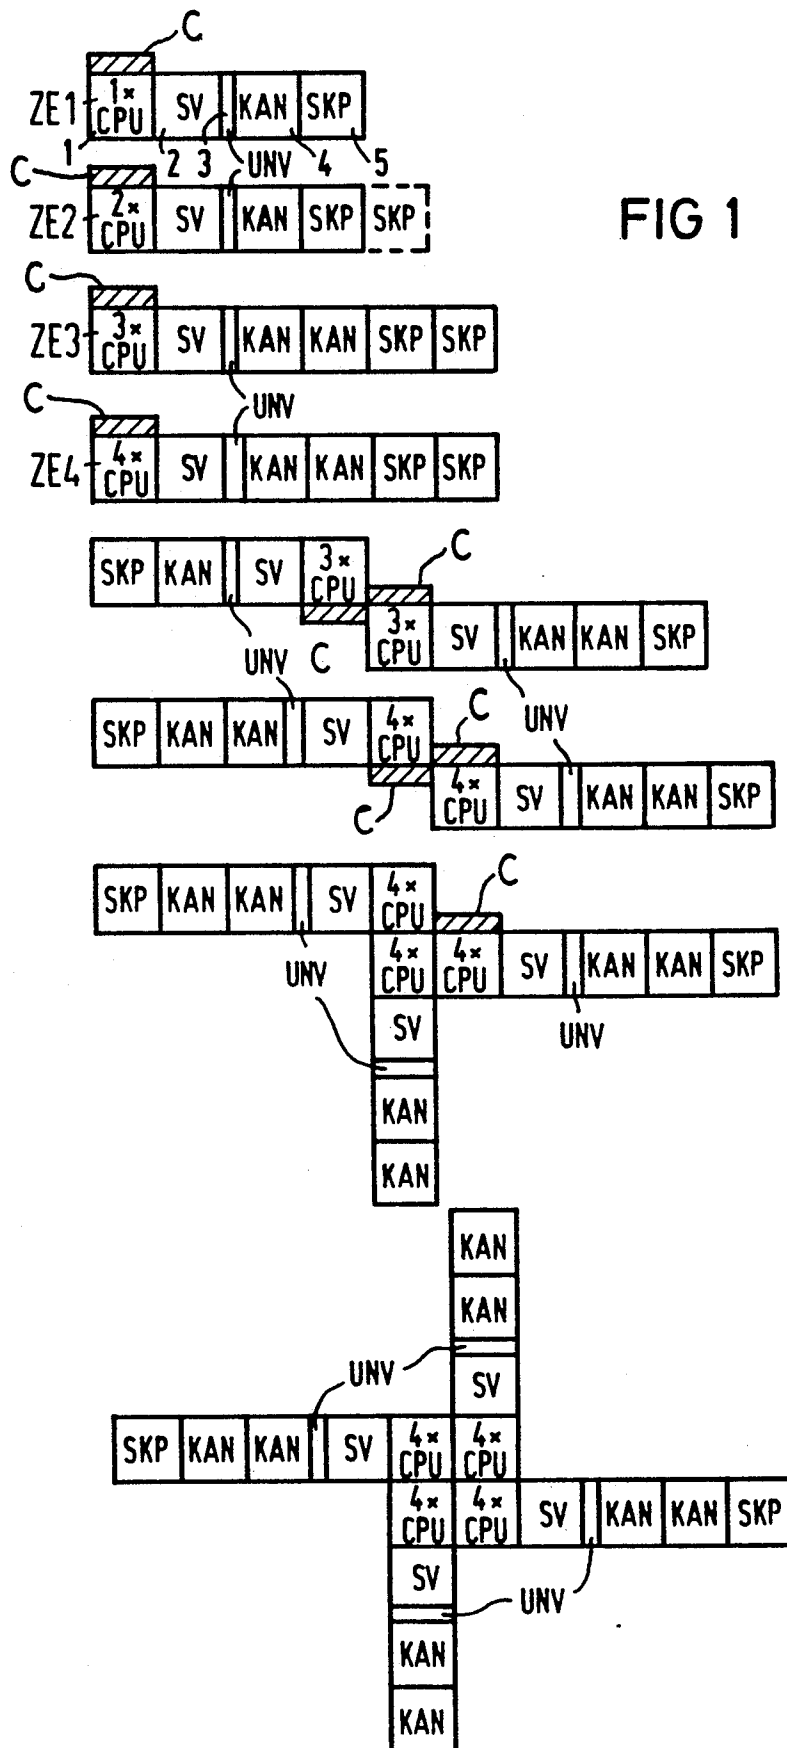 C
ZE1 1× CPU SV KAN SKP
1 2 3 UNV 4 5
C
ZE2 2× CPU SV KAN SKP SKP
FIG 1
C
ZE3 3× CPU SV KAN KAN SKP SKP
UNV
C
ZE4 4× CPU SV KAN KAN SKP SKP
SKP KAN SV 3× CPU
C
3× CPU SV KAN KAN SKP
UNV C
UNV
SKP KAN KAN SV 4× CPU
C
4× CPU SV KAN KAN SKP
C
SKP KAN KAN SV 4× CPU
C
4× CPU 4× CPU SV KAN KAN SKP
UNV
SV
UNV
KAN
KAN
KAN
KAN
UNV
SV
SKP KAN KAN SV 4× CPU 4× CPU
4× CPU 4× CPU SV KAN KAN SKP
SV
UNV
KAN
KAN